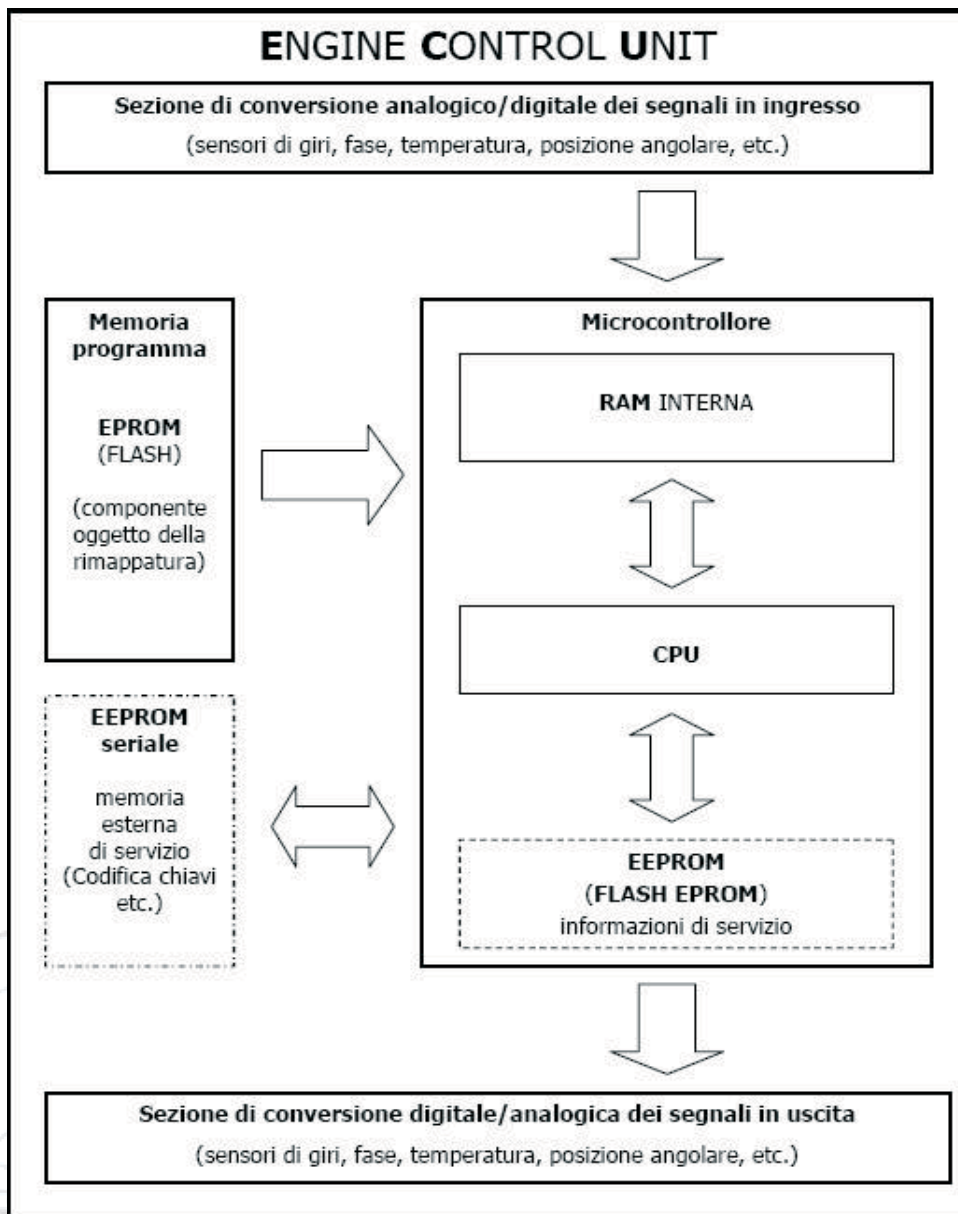 ENGINE CONTROL UNIT
Sezione di conversione analogico/digitale dei segnali in ingresso
(sensori di giri, fase, temperatura, posizione angolare, etc.)
Memoria
programma
EPROM
(FLASH)
(componente
oggetto della
rimappatura)
Microcontrollore
RAM INTERNA
CPU
EEPROM
seriale
memoria
esterna
di servizio
(Codifica chiavi
etc.)
EEPROM
(FLASH EPROM)
informazioni di servizio
Sezione di conversione digitale/analogica dei segnali in uscita
(sensori di giri, fase, temperatura, posizione angolare, etc.)